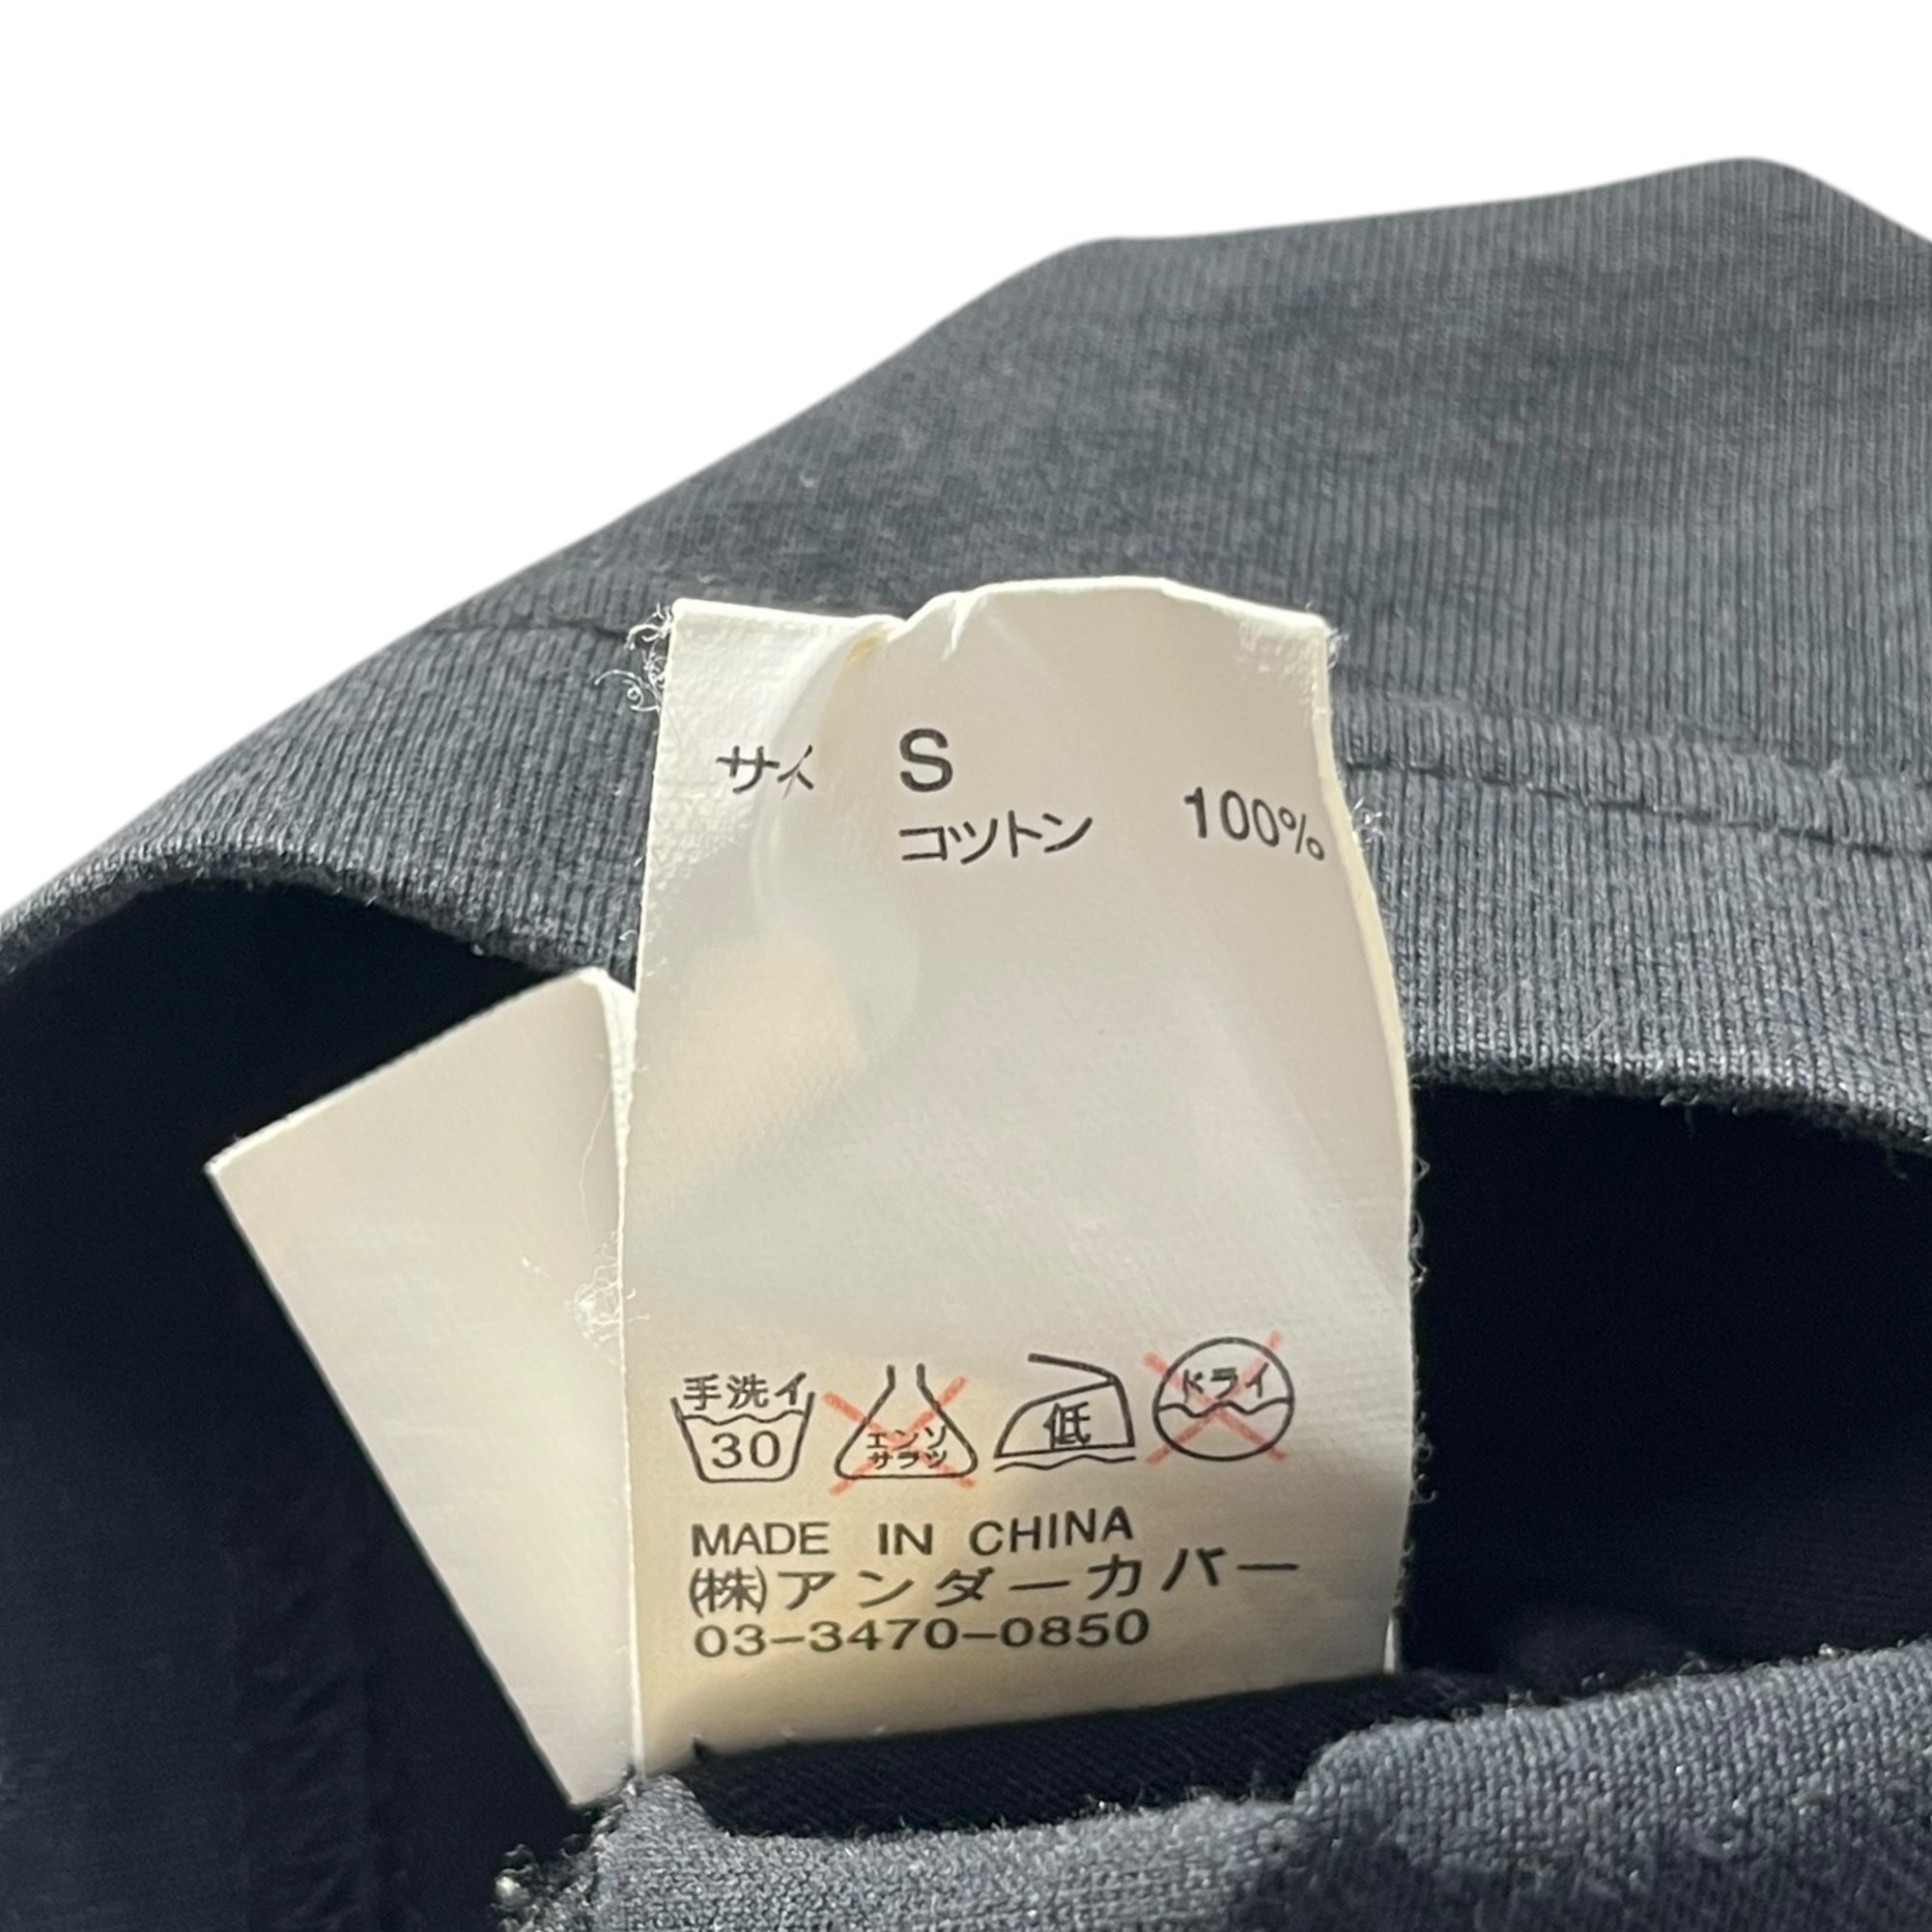 サイ S
コットン 100%
手洗イ
30
エンソ
サラツ
低
ドライ
MADE IN CHINA
(株)アンダーカバー
03-3470-0850